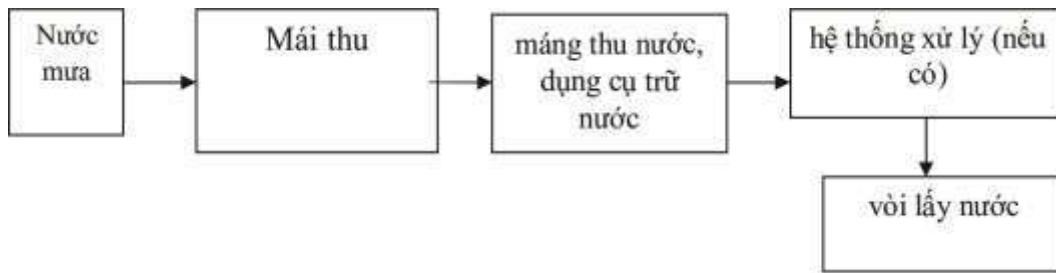 Nước
mưa
Mái thu
máng thu nước,
dụng cụ trữ
nước
hệ thống xử lý (nếu
có)
vòi lấy nước